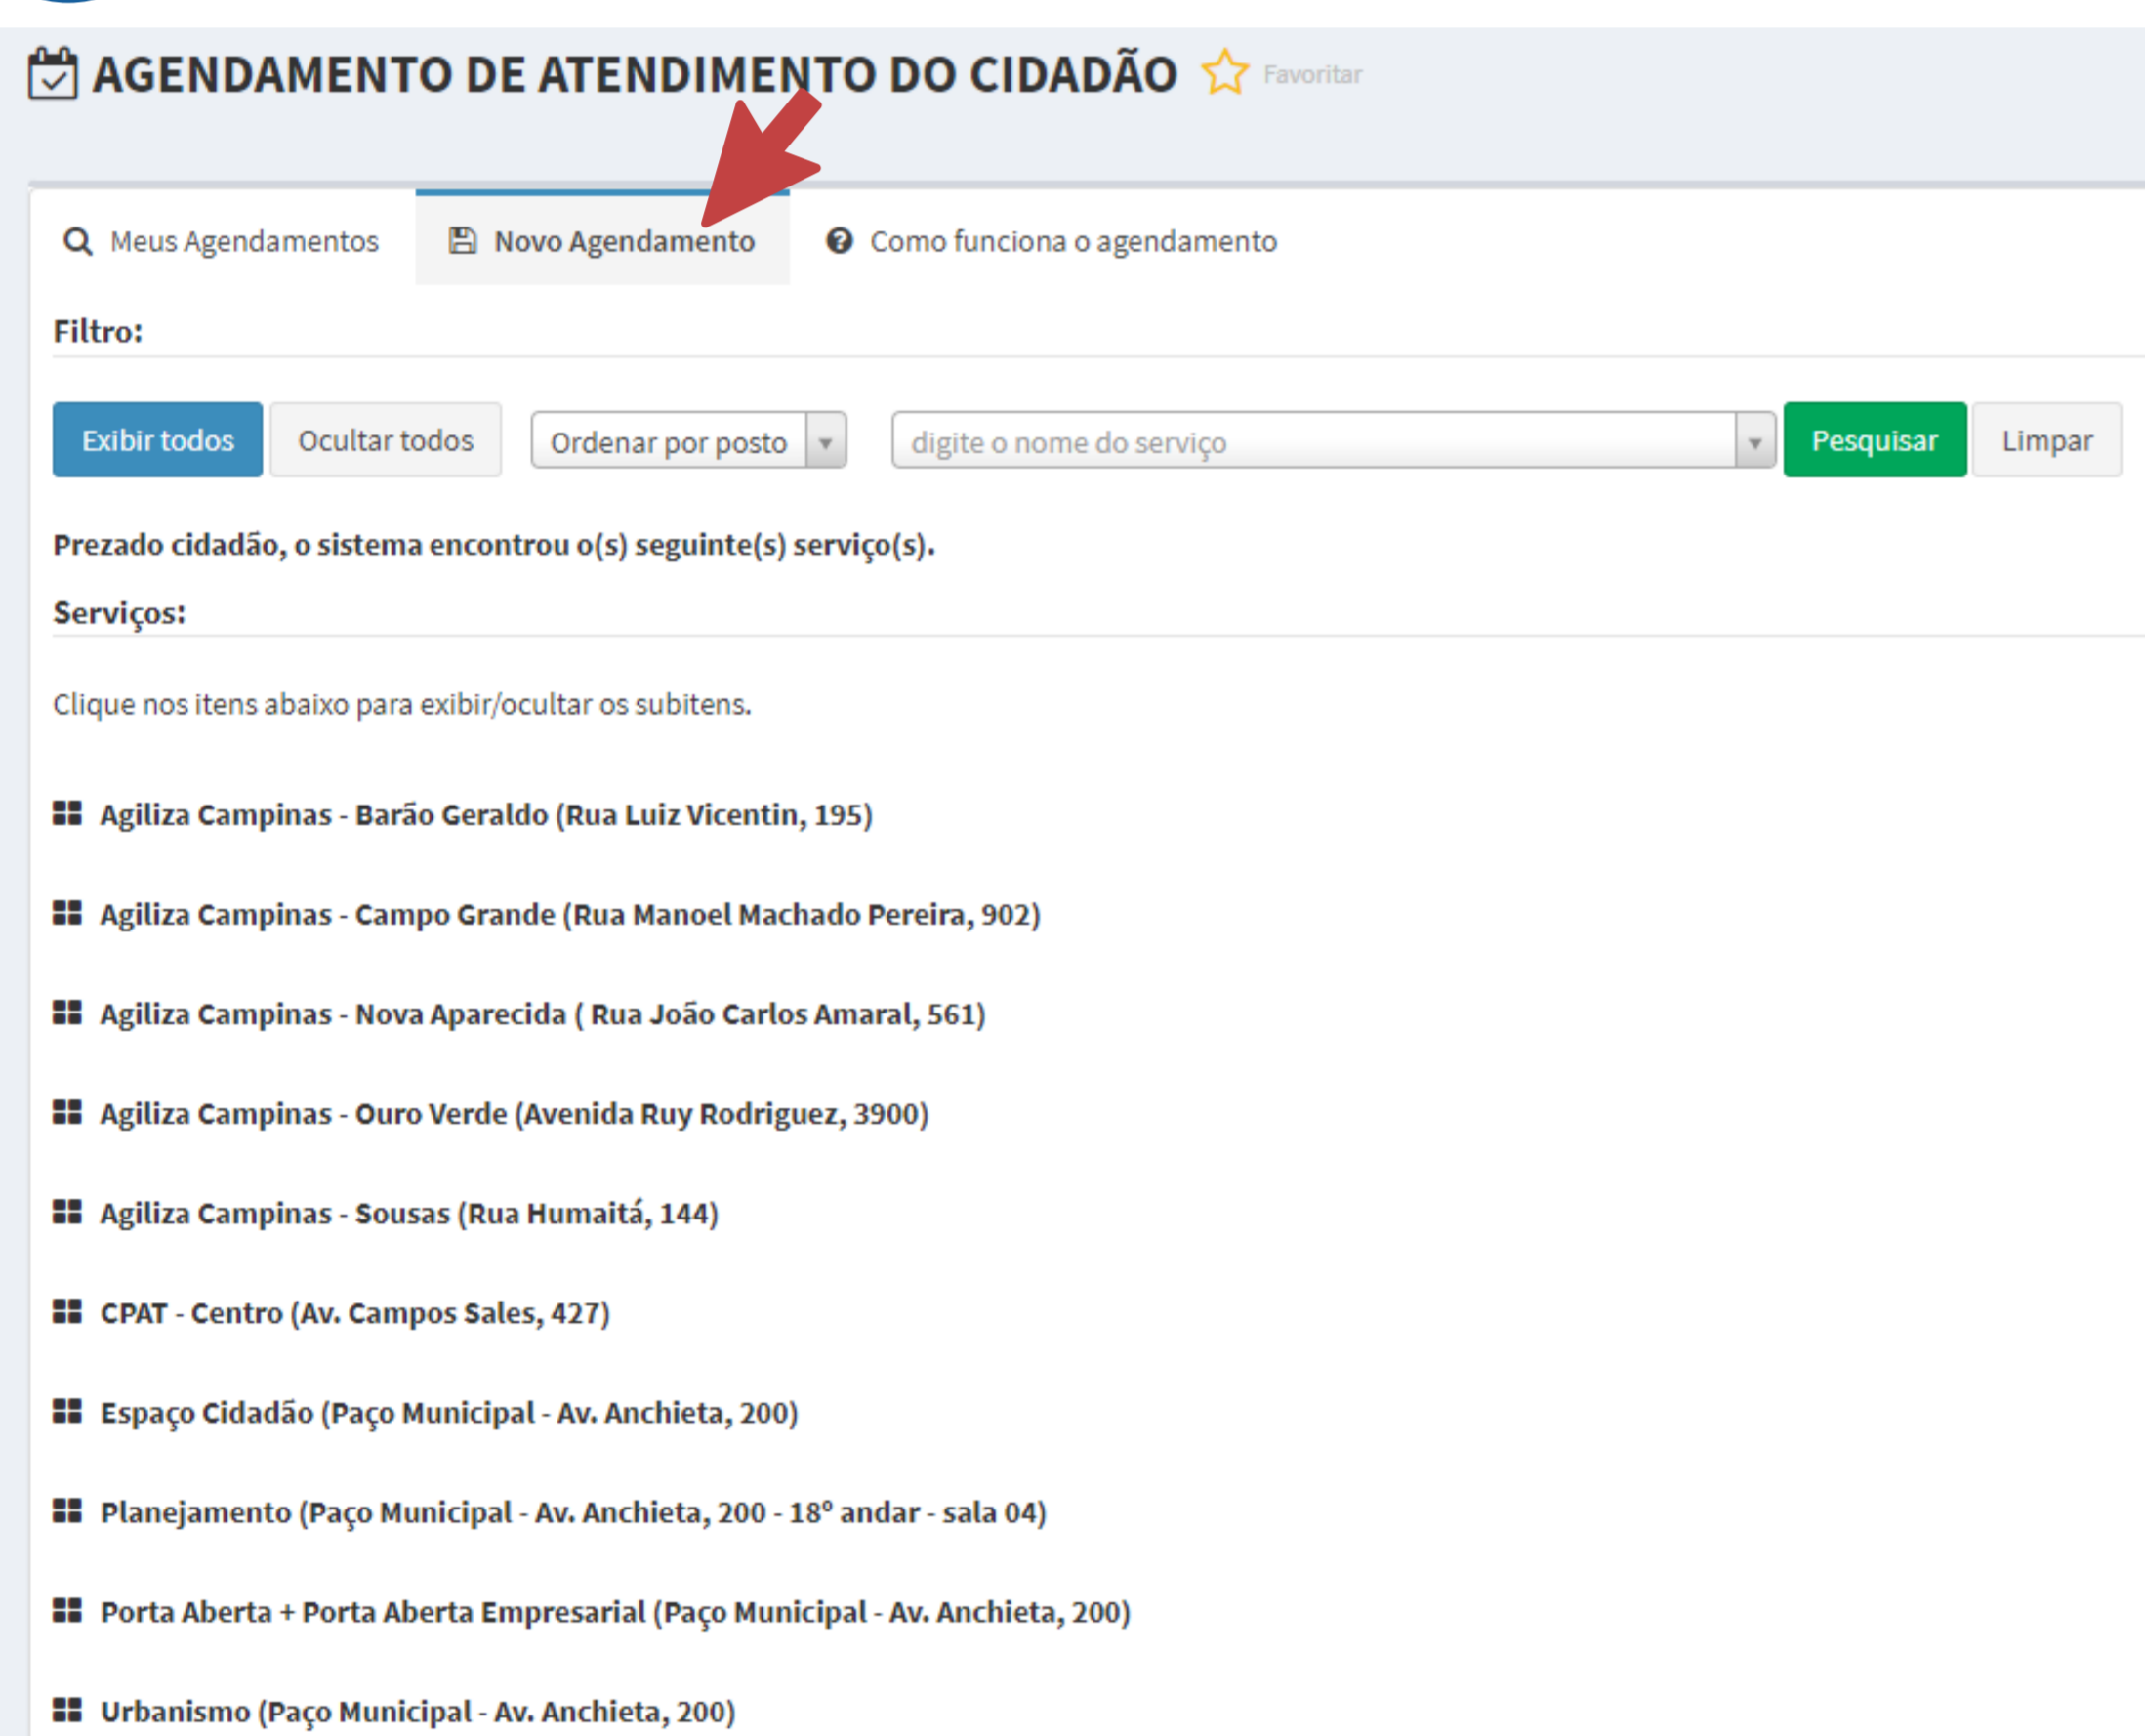 AGENDAMENTO DE ATENDIMENTO DO CIDADÃO Favoritar
Meus Agendamentos Novo Agendamento Como funciona o agendamento
Filtro:
Exibir todos Ocultar todos Ordenar por posto digite o nome do serviço Pesquisar Limpar
Prezado cidadão, o sistema encontrou o(s) seguinte(s) serviço(s).
Serviços:
Clique nos itens abaixo para exibir/ocultar os subitens.
Agiliza Campinas - Barão Geraldo (Rua Luiz Vicentin, 195)
Agiliza Campinas - Campo Grande (Rua Manoel Machado Pereira, 902)
Agiliza Campinas - Nova Aparecida ( Rua João Carlos Amaral, 561)
Agiliza Campinas - Ouro Verde (Avenida Ruy Rodriguez, 3900)
Agiliza Campinas - Sousas (Rua Humaitá, 144)
CPAT - Centro (Av. Campos Sales, 427)
Espaço Cidadão (Paço Municipal - Av. Anchieta, 200)
Planejamento (Paço Municipal - Av. Anchieta, 200 - 18º andar - sala 04)
Porta Aberta + Porta Aberta Empresarial (Paço Municipal - Av. Anchieta, 200)
Urbanismo (Paço Municipal - Av. Anchieta, 200)